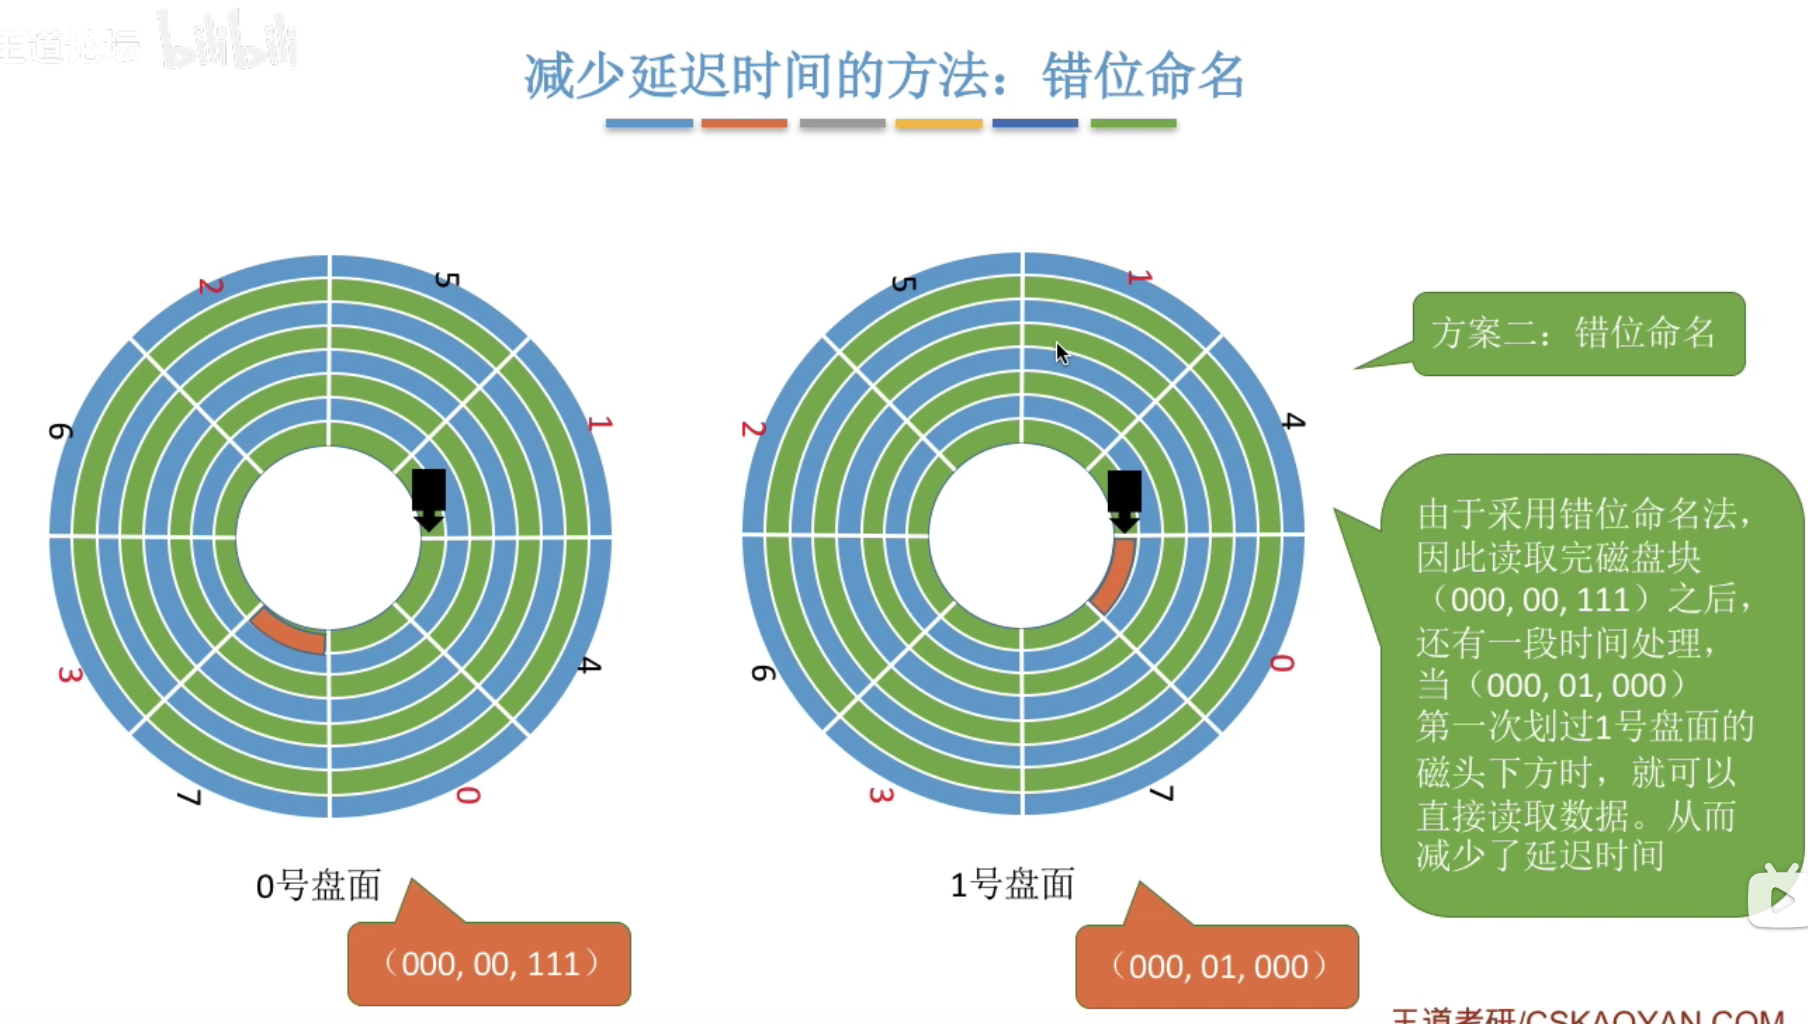 王道论坛 bilibili
减少延迟时间的方法：错位命名
2
5
6
1
3
4
7
0
5
1
2
4
6
0
3
7
0号盘面
(000, 00, 111)
1号盘面
(000, 01, 000)
方案二：错位命名
由于采用错位命名法，
因此读取完磁盘块
（000, 00, 111）之后，
还有一段时间处理，
当（000, 01, 000）
第一次划过1号盘面的
磁头下方时，就可以
直接读取数据。从而
减少了延迟时间
王道考研/CSKAOYAN.COM